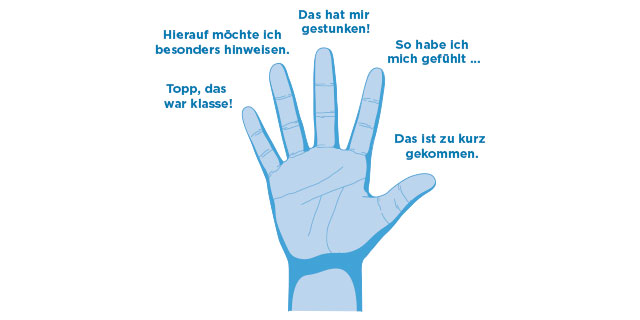 Topp, das
war klasse!
Hierauf möchte ich
besonders hinweisen.
Das hat mir
gestunken!
So habe ich
mich gefühlt ...
Das ist zu kurz
gekommen.